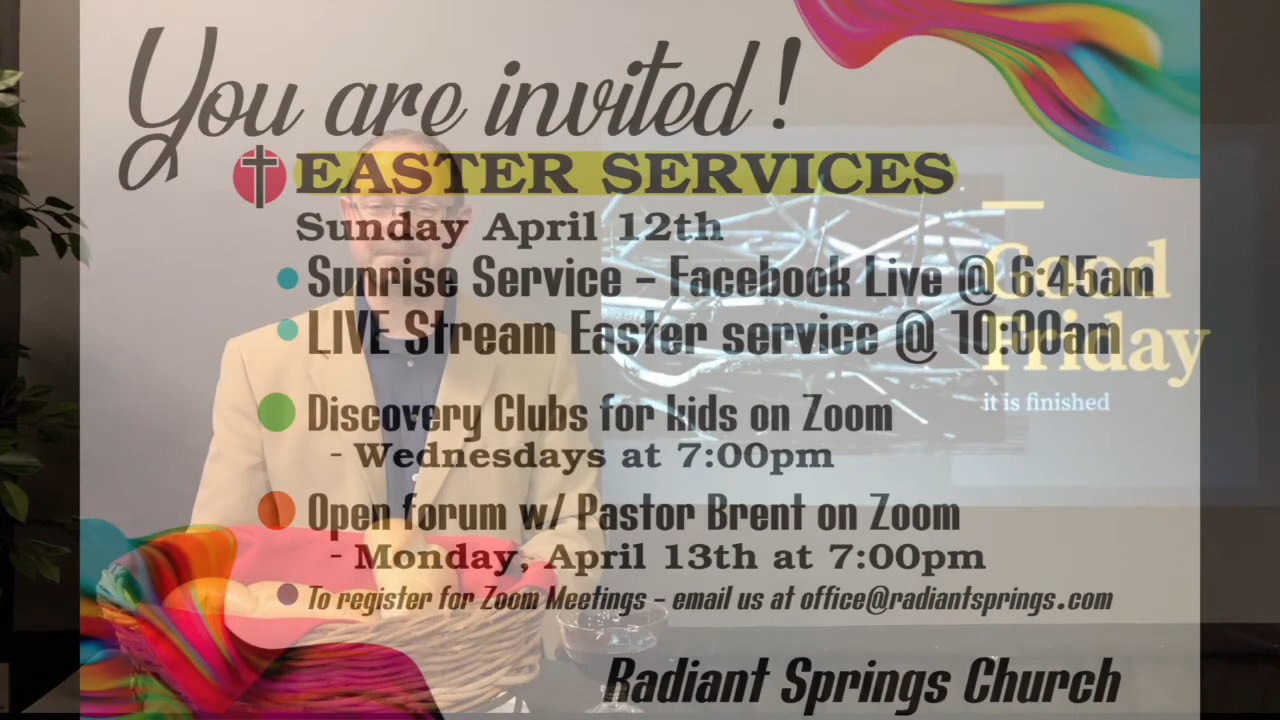 You are invited!
EASTER SERVICES
Sunday April 12th
Sunrise Service - Facebook Live @ 6:45am
LIVE Stream Easter service @ 10:00am
Discovery Clubs for kids on Zoom
- Wednesdays at 7:00pm
Open forum w/ Pastor Brent on Zoom
- Monday, April 13th at 7:00pm
To register for Zoom Meetings - email us at office@radiantsprings.com
Radiant Springs Church
Good
Friday
it is finished